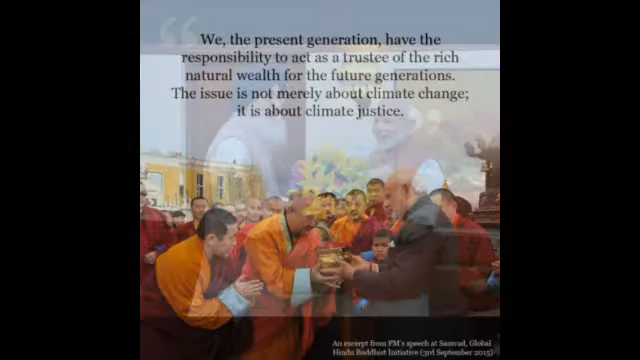 We, the present generation, have the
responsibility to act as a trustee of the rich
natural wealth for the future generations.
The issue is not merely about climate change;
it is about climate justice.
An excerpt from PM's speech at Samvad, Global
Hindu Buddhist Initiative (3rd September 2015)